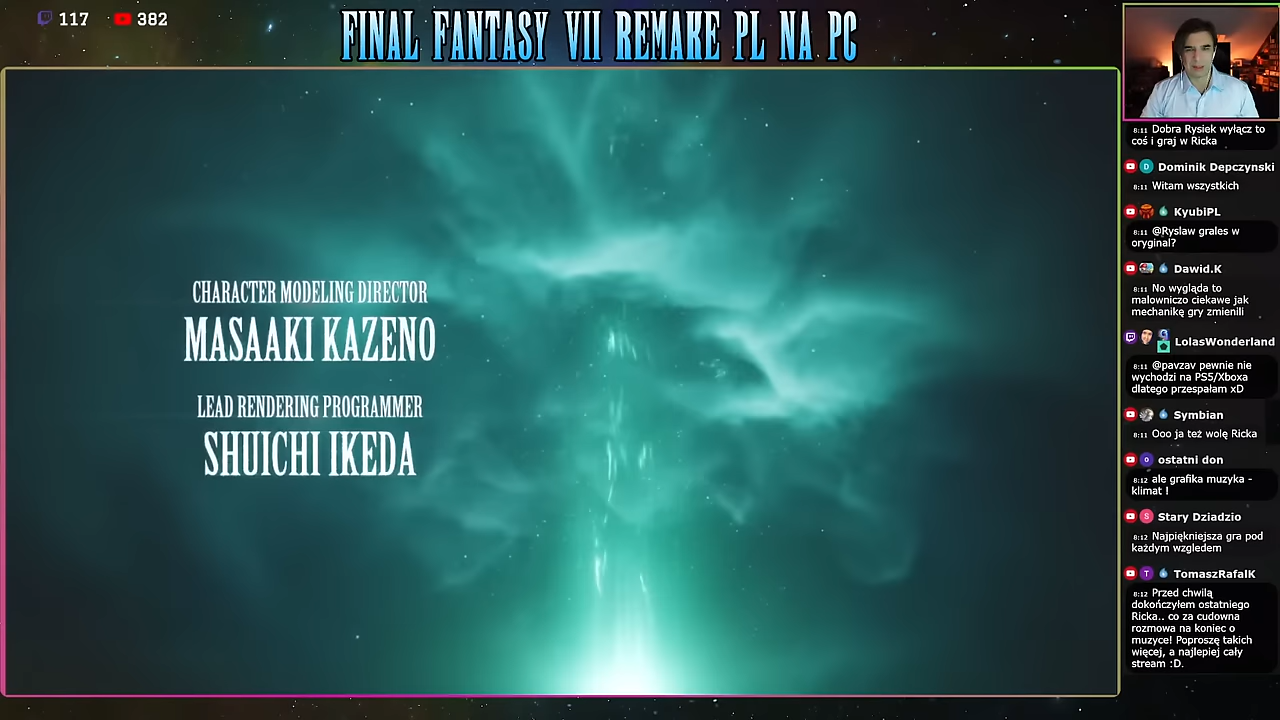 117 382
FINAL FANTASY VII REMAKE PL NA PC
CHARACTER MODELING DIRECTOR
MASAAKI KAZENO
LEAD RENDERING PROGRAMMER
SHUICHI IKEDA
8:11 Dobra Rysiek wyłącz to
coś i graj w Ricka
D Dominik Depczynski
8:11 Witam wszystkich
KyubiPL
8:11 @Ryslaw grales w
oryginal?
Dawid.K
8:11 No wygląda to
malowniczo ciekawe jak
mechanikę gry zmienili
LolasWonderland
8:11 @pavzav pewnie nie
wychodzi na PS5/Xboxa
dlatego przespałam xD
Symbian
8:11 Ooo ja też wolę Ricka
o ostatni don
8:12 ale grafika muzyka -
klimat !
S Stary Dziadzio
8:12 Najpiękniejsza gra pod
każdym wzgledem
T TomaszRafalK
8:12 Przed chwilą
dokończyłem ostatniego
Ricka.. co za cudowna
rozmowa na koniec o
muzyce! Poproszę takich
więcej, a najlepiej cały
stream :D.